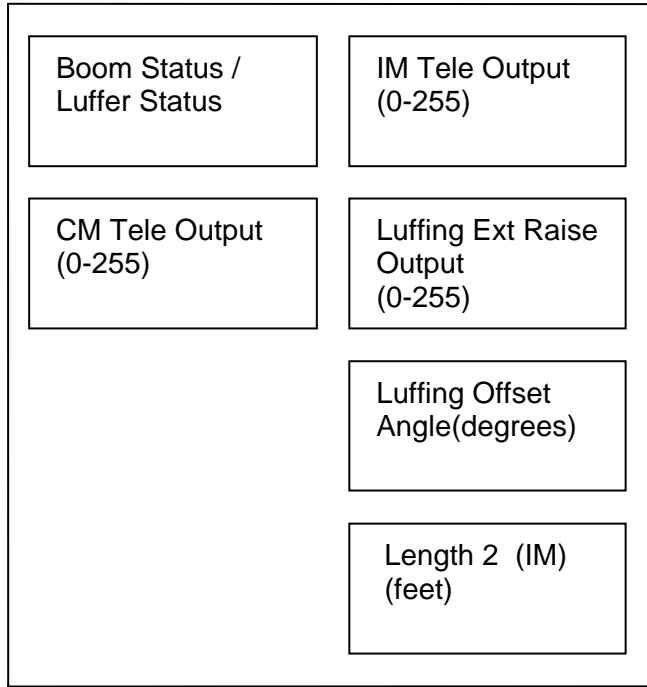 Boom Status /
Luffer Status
IM Tele Output
(0-255)
CM Tele Output
(0-255)
Luffing Ext Raise
Output
(0-255)
Luffing Offset
Angle(degrees)
Length 2 (IM)
(feet)